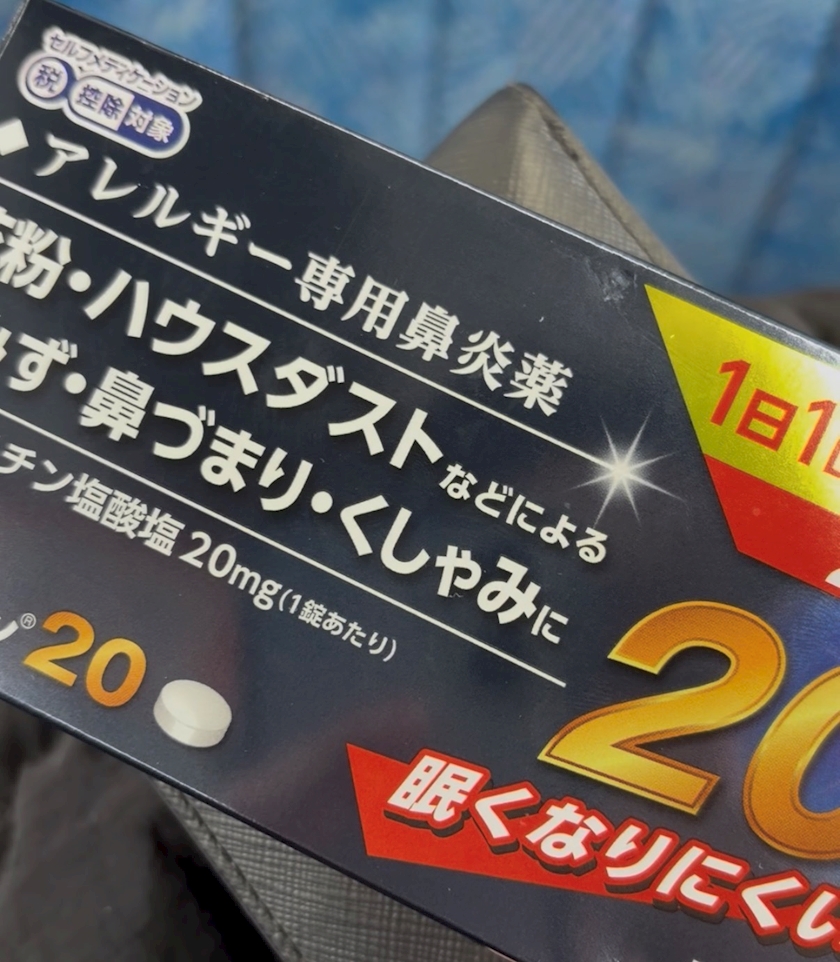 セルフメディケーション
税 控除 対象
◆アレルギー専用鼻炎薬
粉・ハウスダストなどによる
みず・鼻づまり・くしゃみに
チン塩酸塩 20mg(1錠あたり)
ン®20
1日1回
20
眠くなりにくい